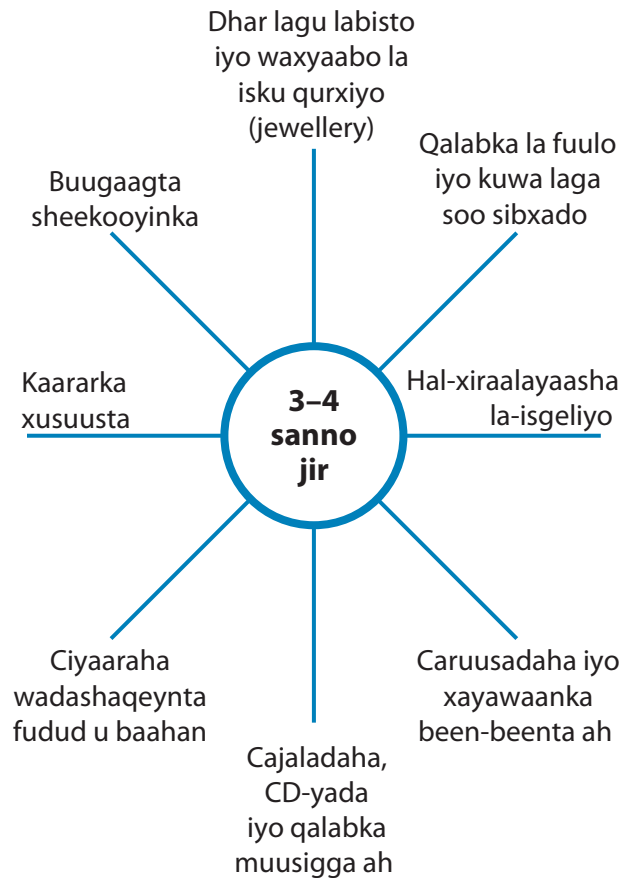 Dhar lagu labisto
iyo waxyaabo la
isku qurxiyo
(jewellery)
Qalabka la fuulo
iyo kuwa laga
soo sibxado
Buugaagta
sheekooyinka
Kaararka
xusuusta
3–4
sanno
jir
Hal-xiraalayaasha
la-isgeliyo
Ciyaaraha
wadashaqeynta
fudud u baahan
Caruusadaha iyo
xayawaanka
been-beenta ah
Cajaladaha,
CD-yada
iyo qalabka
muusigga ah